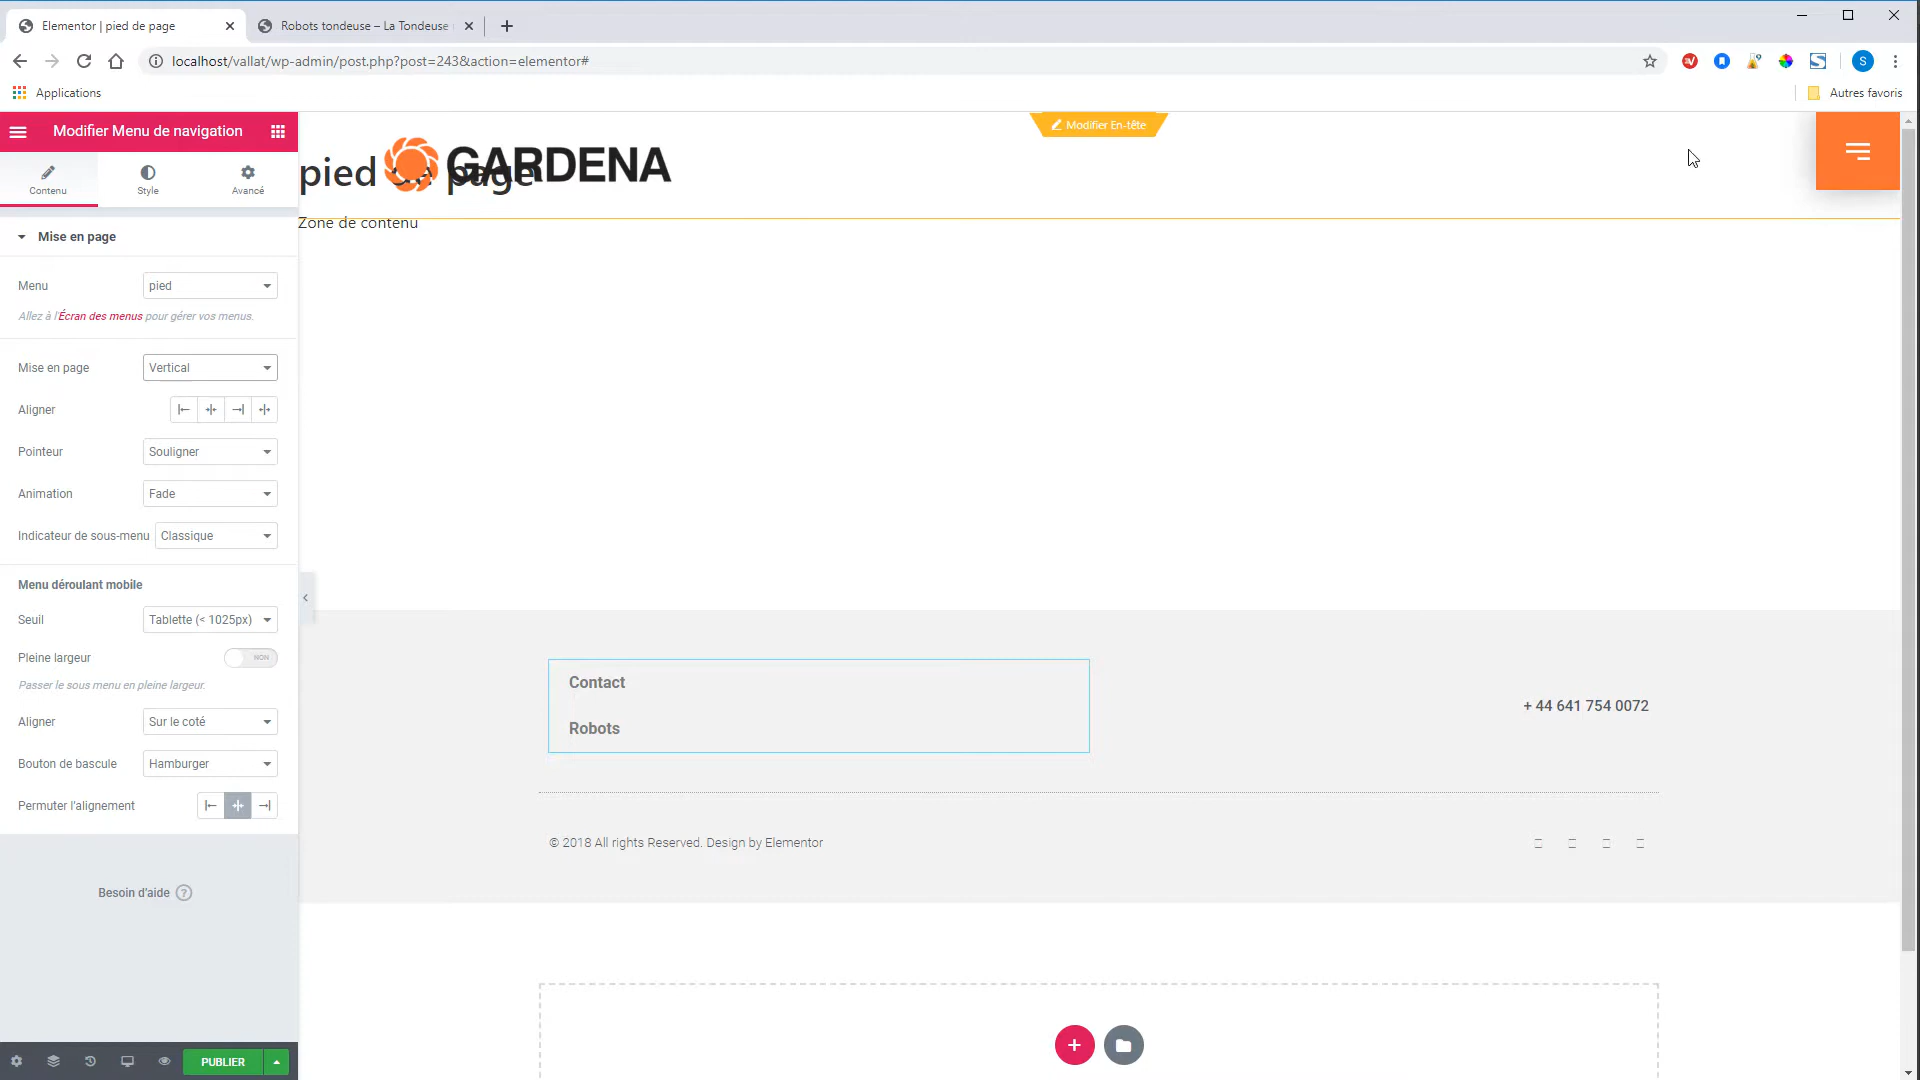 Elementor | pied de page
Robots tondeuse – La Tondeuse
localhost/vallat/wp-admin/post.php?post=243&action=elementor#
S
Applications
Autres favoris
Modifier Menu de navigation
Contenu
Style
Avancé
Mise en page
Menu
pied
Allez à l'Écran des menus pour gérer vos menus.
Mise en page
Vertical
Aligner
Pointeur
Souligner
Animation
Fade
Indicateur de sous-menu
Classique
Menu déroulant mobile
Seuil
Tablette (< 1025px)
Pleine largeur
NON
Passer le sous menu en pleine largeur.
Aligner
Sur le coté
Bouton de bascule
Hamburger
Permuter l'alignement
Besoin d'aide ?
PUBLIER
Modifier En-tête
pied de page
GARDENA
Zone de contenu
Contact
Robots
+ 44 641 754 0072
© 2018 All rights Reserved. Design by Elementor